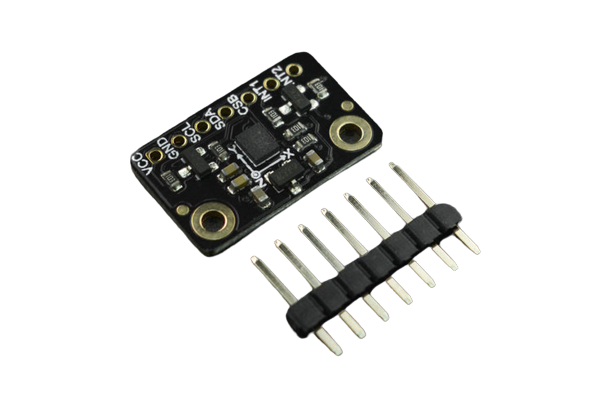 VCC
GND
SCL
SDA
CSB
INT1
INT2
X
Y